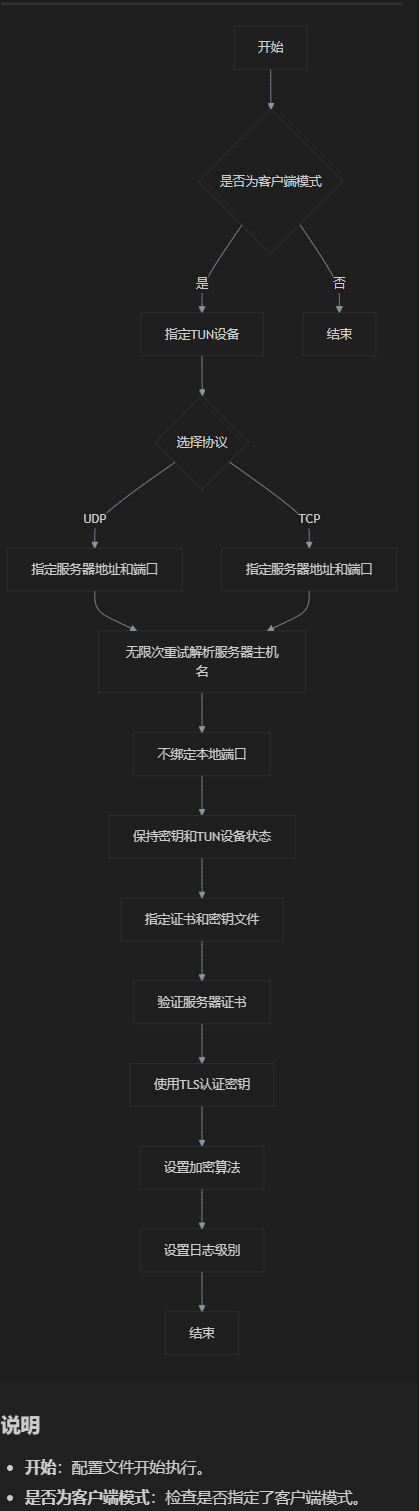 开始
是否为客户端模式
是
否
指定TUN设备
结束
选择协议
UDP
TCP
指定服务器地址和端口
指定服务器地址和端口
无限次重试解析服务器主机
名
不绑定本地端口
保持密钥和TUN设备状态
指定证书和密钥文件
验证服务器证书
使用TLS认证密钥
设置加密算法
设置日志级别
结束
说明
开始：配置文件开始执行。
是否为客户端模式：检查是否指定了客户端模式。